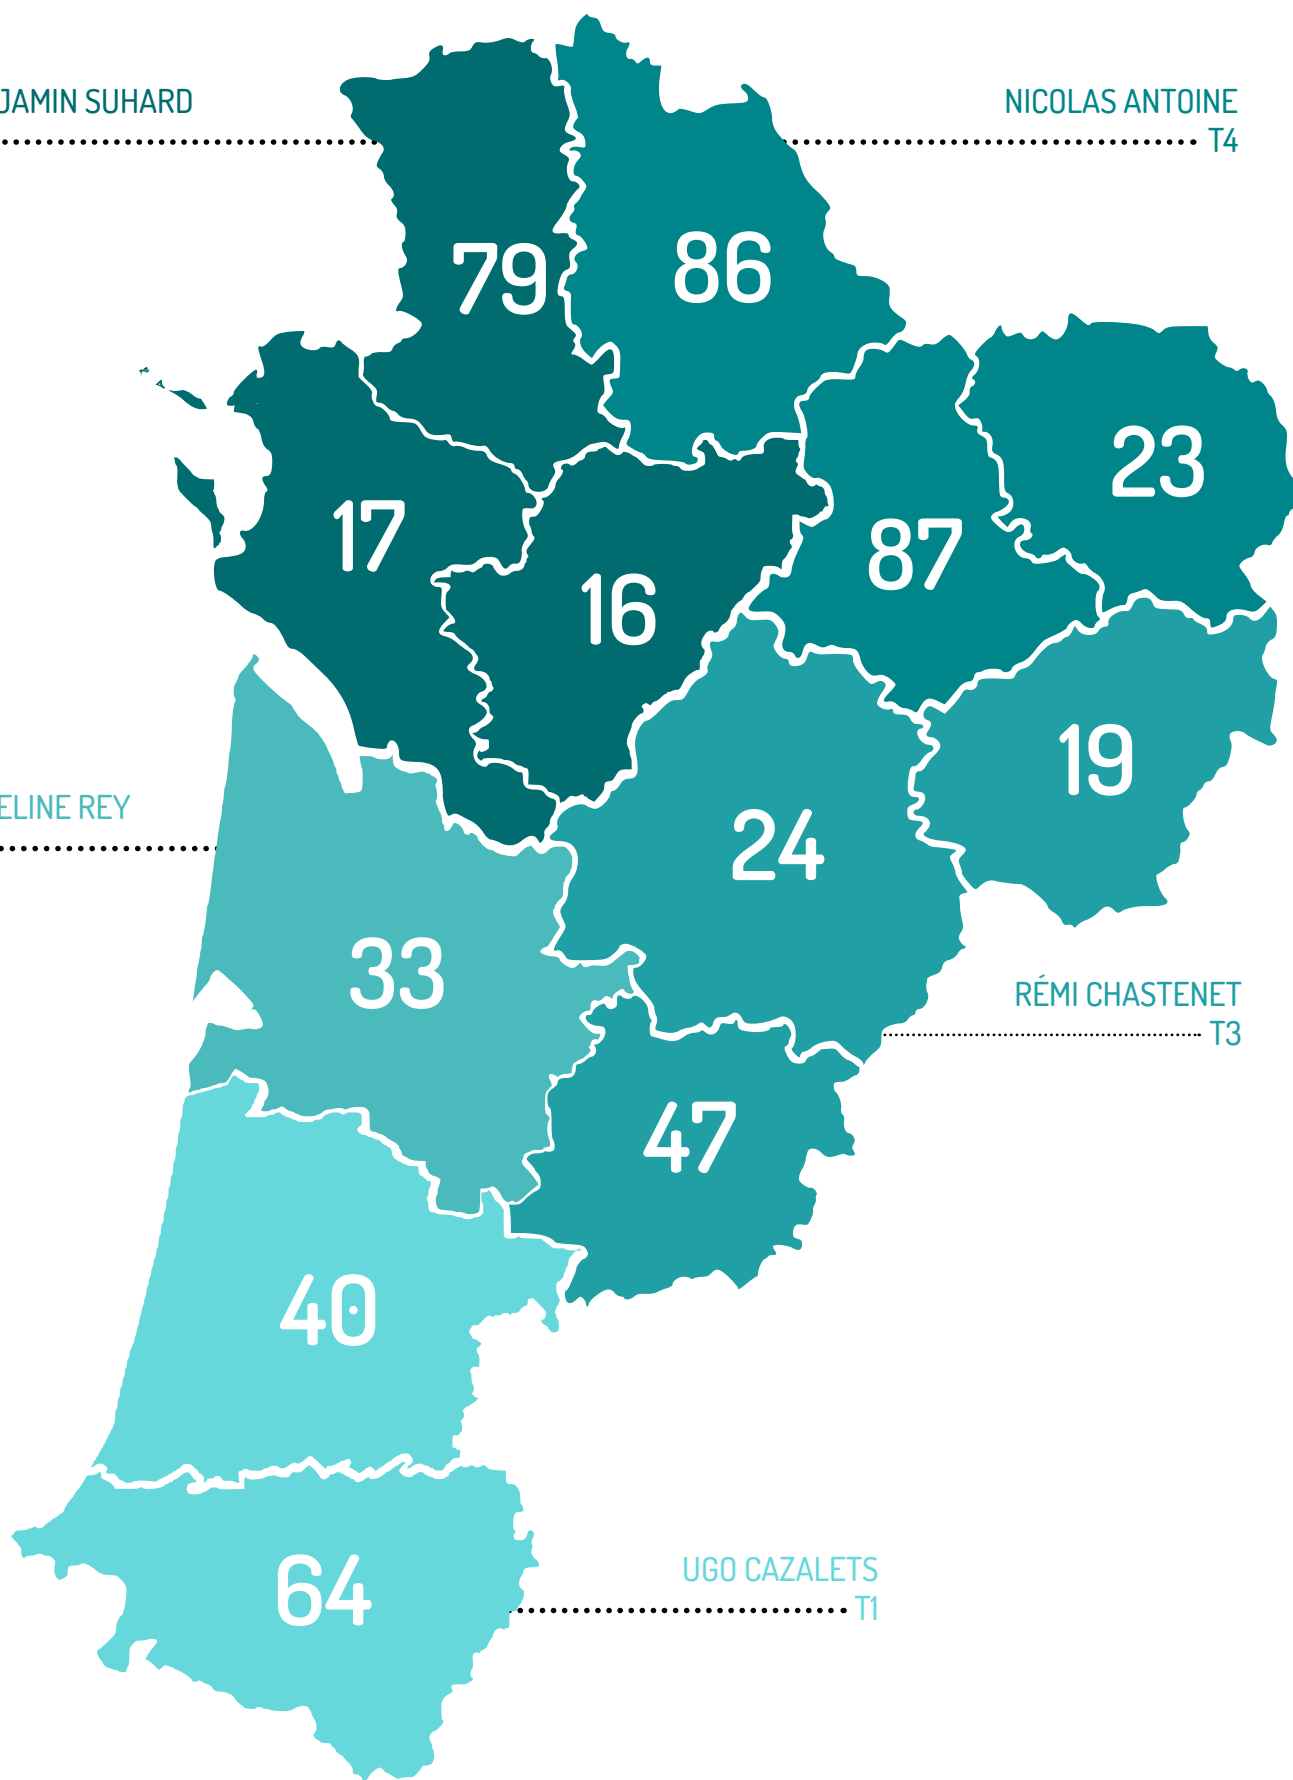 JAMIN SUHARD
NICOLAS ANTOINE
T4
79
86
23
17
87
16
19
ELINE REY
24
33
RÉMI CHASTENET
T3
47
40
64
UGO CAZALETS
T1